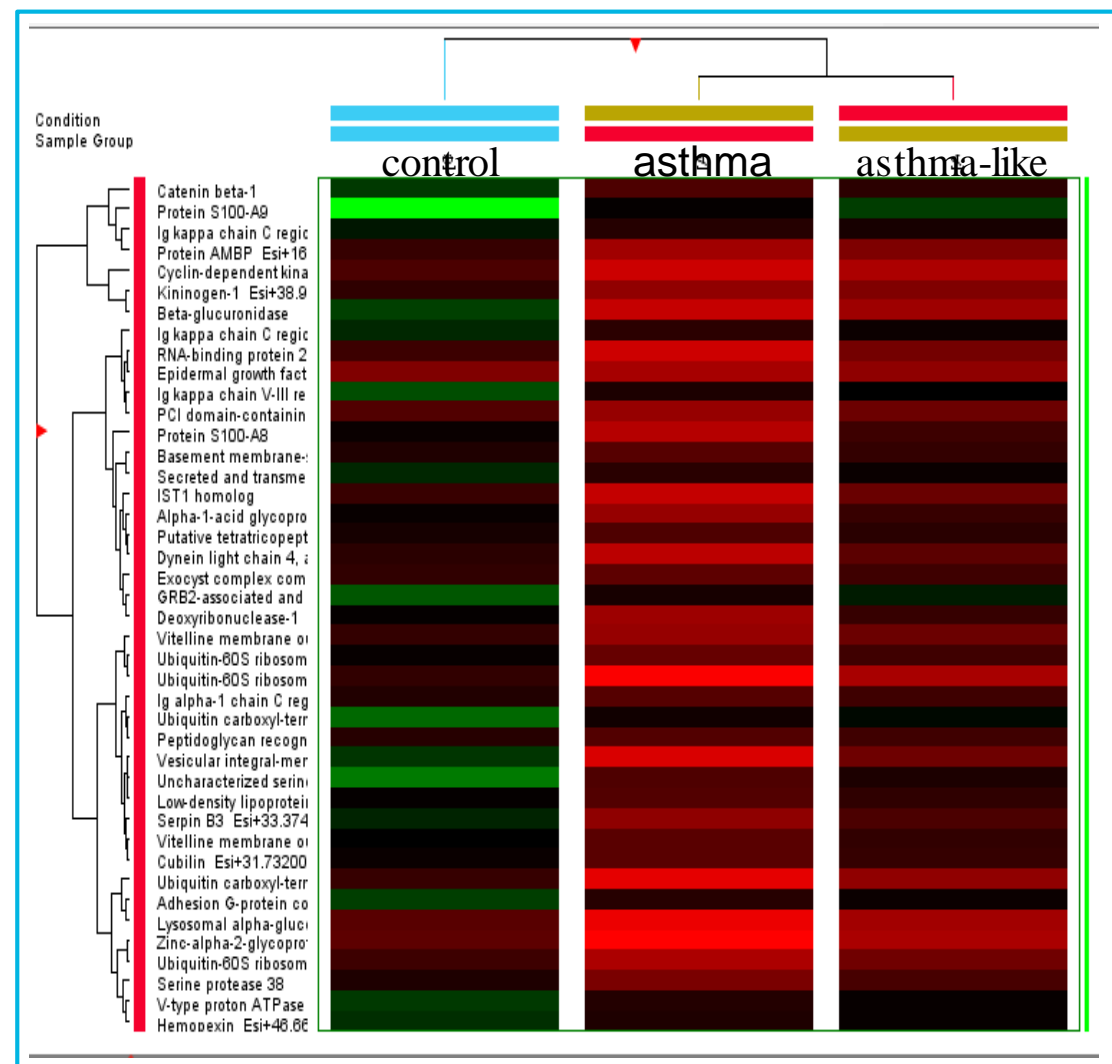 Condition
Sample Group
control asthma asthma-like
Catenin beta-1
Protein S100-A9
Ig kappa chain C regic
Protein AMBP Esi+16
Cyclin-dependent kina
Kininogen-1 Esi+38.9
Beta-glucuronidase
Ig kappa chain C regic
RNA-binding protein 2
Epidermal growth fact
Ig kappa chain V-III re
PCI domain-containin
Protein S100-A8
Basement membrane-s
Secreted and transme
IST1 homolog
Alpha-1-acid glycopro
Putative tetratricopept
Dynein light chain 4, a
Exocyst complex com
GRB2-associated and
Deoxyribonuclease-1
Vitelline membrane ou
Ubiquitin-60S ribosom
Ubiquitin-60S ribosom
Ig alpha-1 chain C reg
Ubiquitin carboxyl-terr
Peptidoglycan recogn
Vesicular integral-mer
Uncharacterized serine
Low-density lipoprotein
Serpin B3 Esi+33.374
Vitelline membrane ou
Cubilin Esi+31.73200
Ubiquitin carboxyl-terr
Adhesion G-protein co
Lysosomal alpha-gluco
Zinc-alpha-2-glycoprot
Ubiquitin-60S ribosom
Serine protease 38
V-type proton ATPase
Hemopexin Esi+46.66